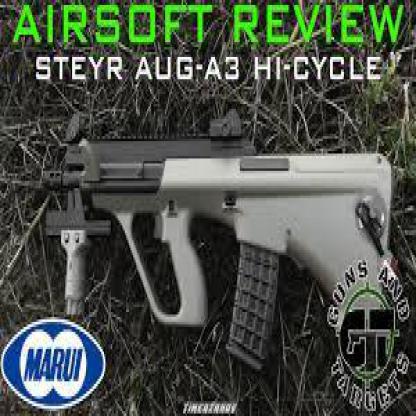 AIRSOFT REVIEW
STEYR AUG-A3 HI-CYCLE
MARUI
GUNS AND
TARGETS